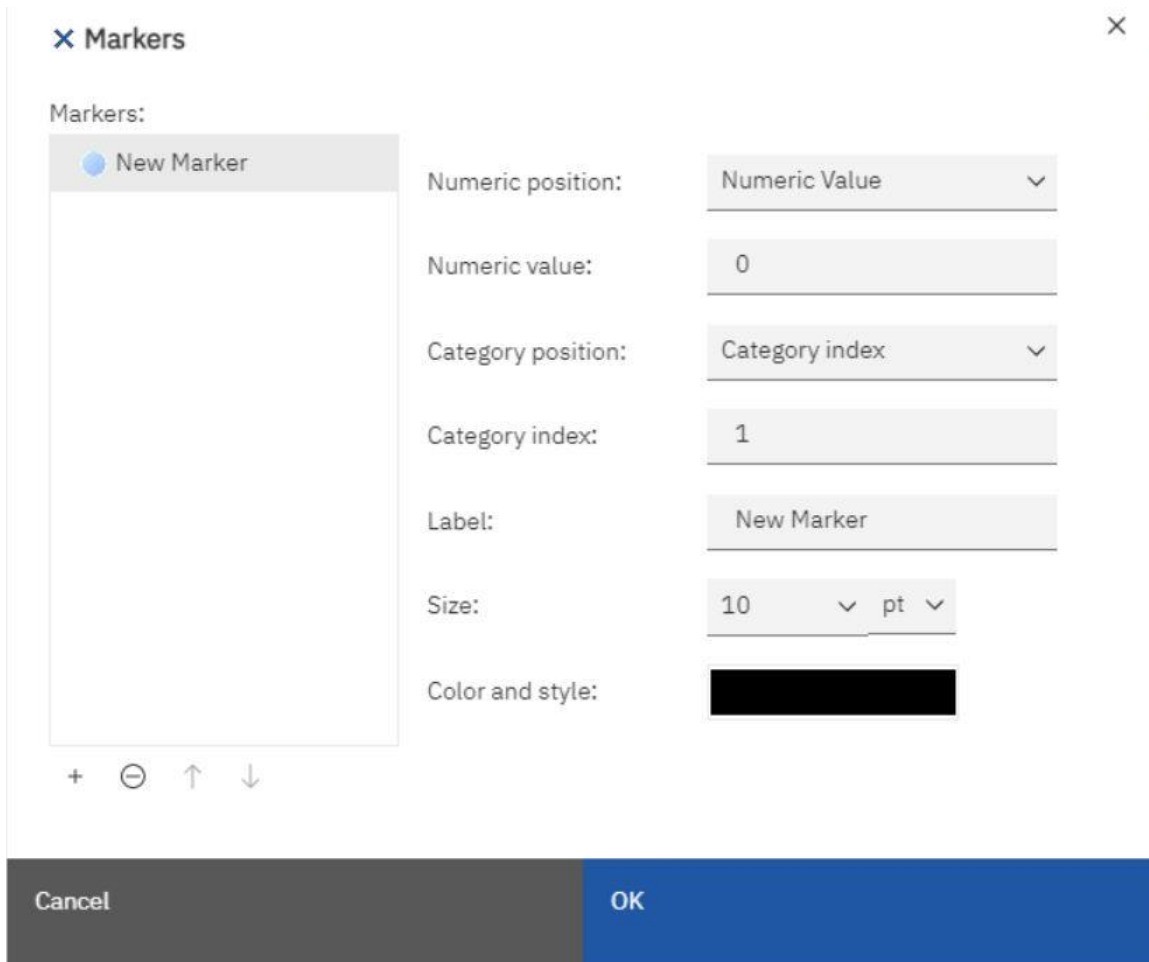 Markers
Markers:
New Marker
Numeric position: Numeric Value
Numeric value: 0
Category position: Category index
Category index: 1
Label: New Marker
Size: 10 pt
Color and style:
Cancel OK